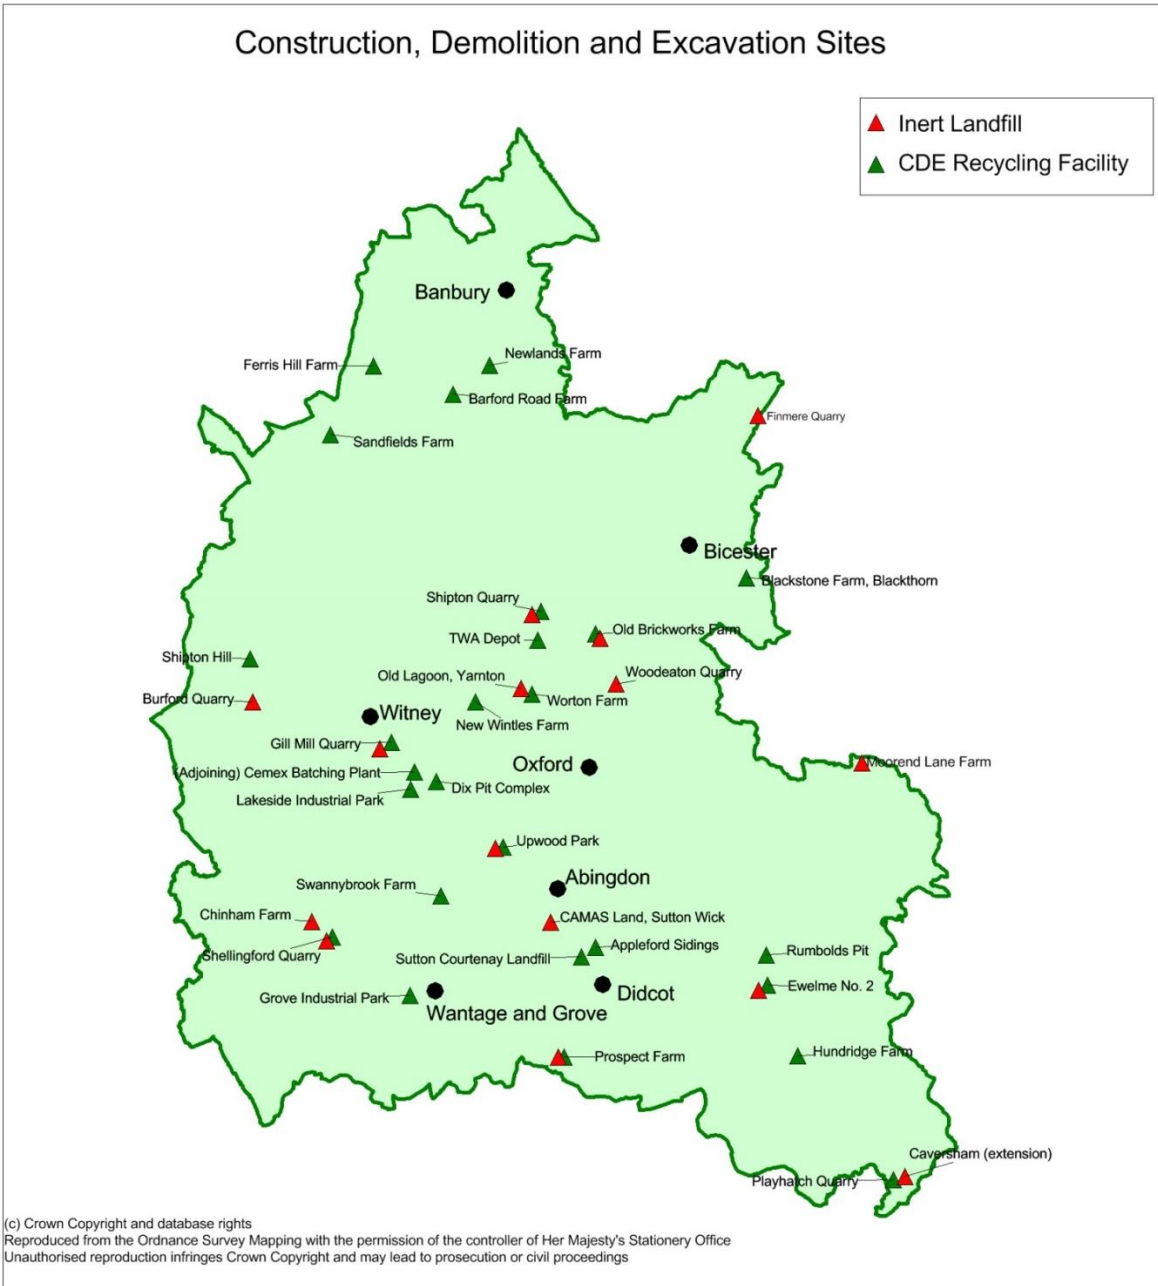 Construction, Demolition and Excavation Sites
Inert Landfill
CDE Recycling Facility
Banbury
Ferris Hill Farm
Newlands Farm
Barford Road Farm
Sandfields Farm
Finmere Quarry
Bicester
Blackstone Farm, Blackthorn
Shipton Quarry
TWA Depot
Old Brickworks Farm
Shipton Hill
Old Lagoon, Yarnton
Woodeaton Quarry
Burford Quarry
Worton Farm
Witney
New Wintles Farm
Gill Mill Quarry
Oxford
Moorend Lane Farm
(Adjoining) Cemex Batching Plant
Dix Pit Complex
Lakeside Industrial Park
Upwood Park
Abingdon
Swannybrook Farm
Chinham Farm
CAMAS Land, Sutton Wick
Appleford Sidings
Shellingford Quarry
Sutton Courtenay Landfill
Rumbolds Pit
Ewelme No. 2
Didcot
Grove Industrial Park
Wantage and Grove
Prospect Farm
Hundridge Farm
Caversham (extension)
Playhatch Quarry
(c) Crown Copyright and database rights
Reproduced from the Ordnance Survey Mapping with the permission of the controller of Her Majesty's Stationery Office
Unauthorised reproduction infringes Crown Copyright and may lead to prosecution or civil proceedings